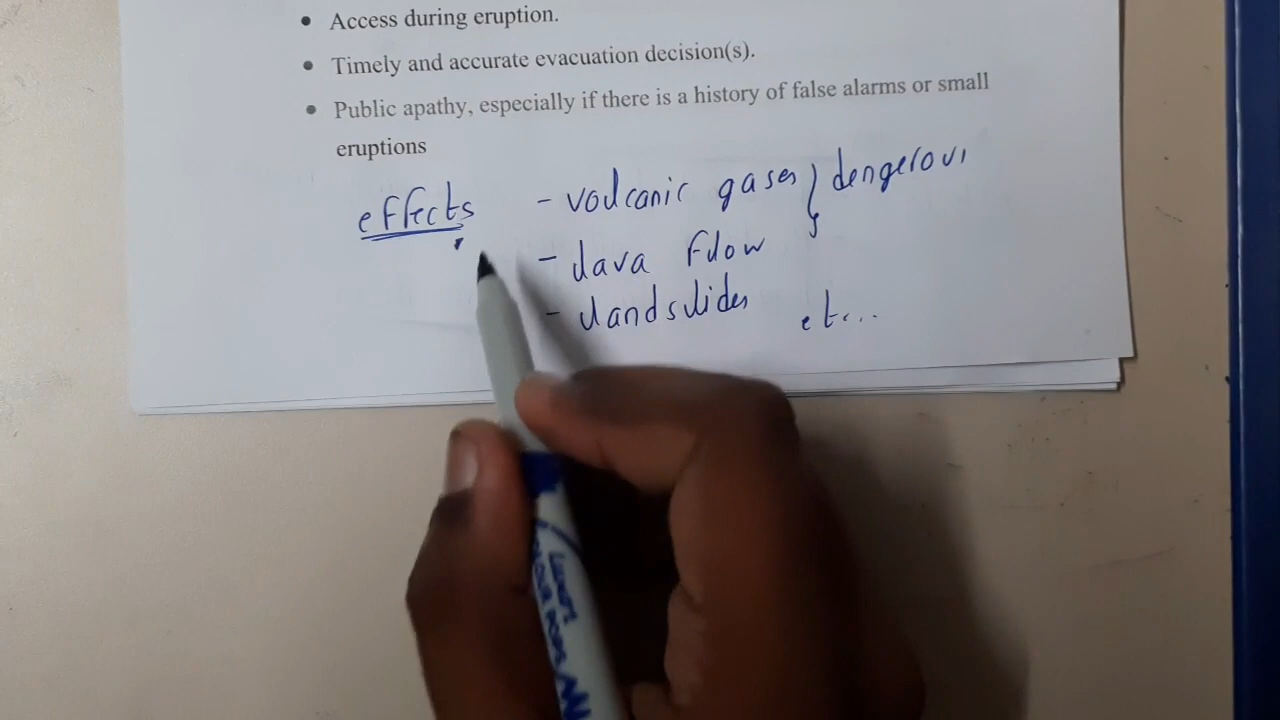 Access during eruption.
Timely and accurate evacuation decision(s).
Public apathy, especially if there is a history of false alarms or small
eruptions
effects - volcanic gases } dengerous
- lava flow
- landslides etc...
COLOUR